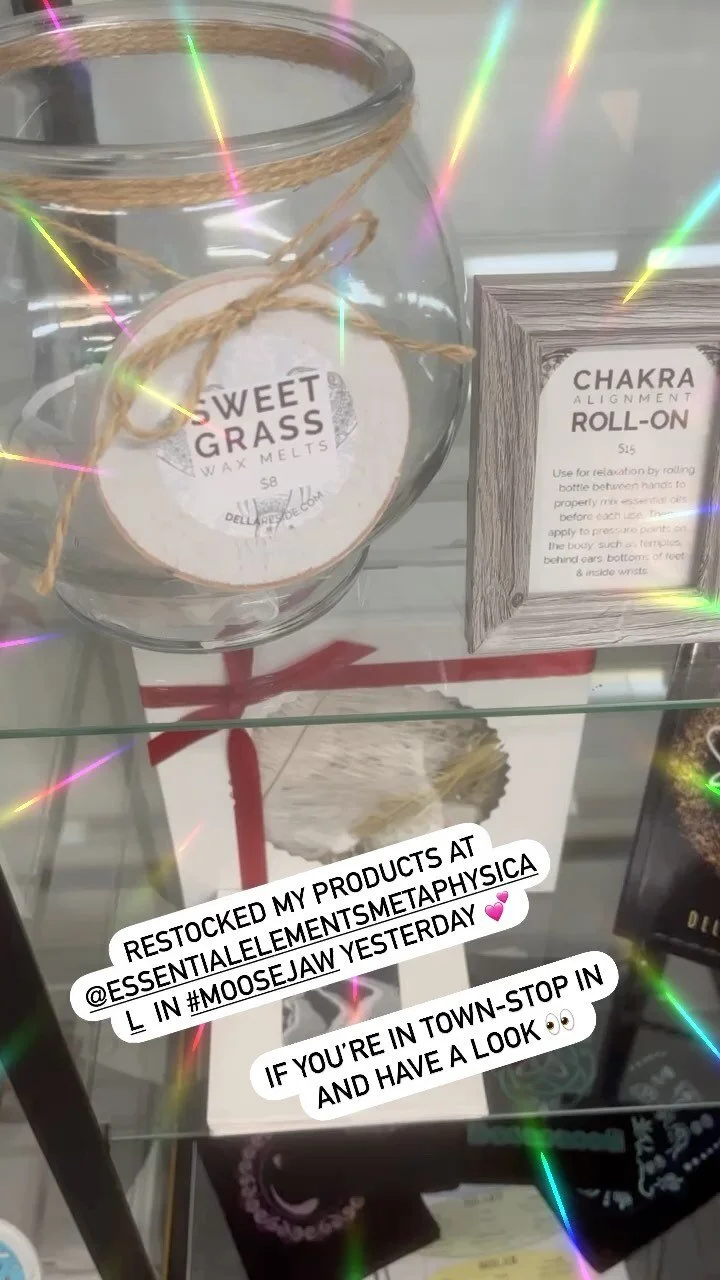 SWEET
GRASS
WAX MELTS
$8
DELLARESIDE.COM
CHAKRA
ALIGNMENT
ROLL-ON
$15
Use for relaxation by rolling
bottle between hands to
properly mix essential oils
before each use. Then
apply to pressure points on
the body such as temples,
behind ears bottoms of feet
& inside wrists
DEL
RESTOCKED MY PRODUCTS AT
@ESSENTIALELEMENTSMETAPHYSICA
L IN #MOOSEJAW YESTERDAY 💕
IF YOU'RE IN TOWN-STOP IN
AND HAVE A LOOK 👀